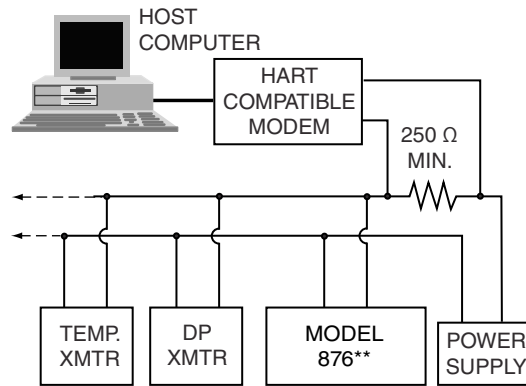 HOST
COMPUTER
HART
COMPATIBLE
MODEM
250 Ω
MIN.
TEMP.
XMTR
DP
XMTR
MODEL
876**
POWER
SUPPLY